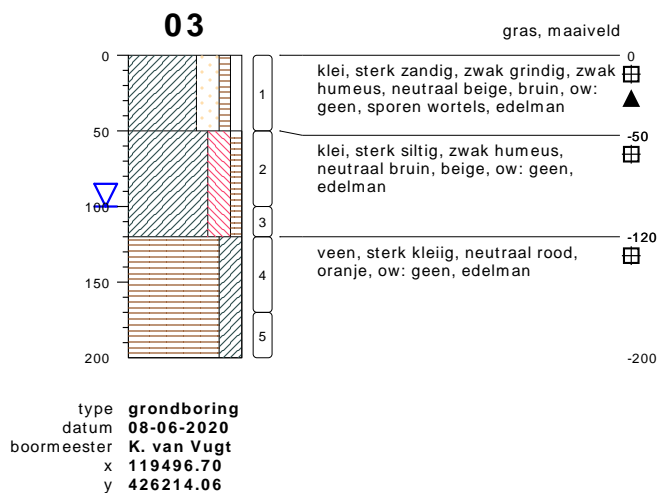 03
gras, maaiveld
0
50
100
150
200
1
2
3
4
5
0
klei, sterk zandig, zwak grindig, zwak
humeus, neutraal beige, bruin, ow:
geen, sporen wortels, edelman
-50
klei, sterk siltig, zwak humeus,
neutraal bruin, beige, ow: geen,
edelman
-120
veen, sterk kleiig, neutraal rood,
oranje, ow: geen, edelman
-200
type grondboring
datum 08-06-2020
boormeester K. van Vugt
x 119496.70
y 426214.06